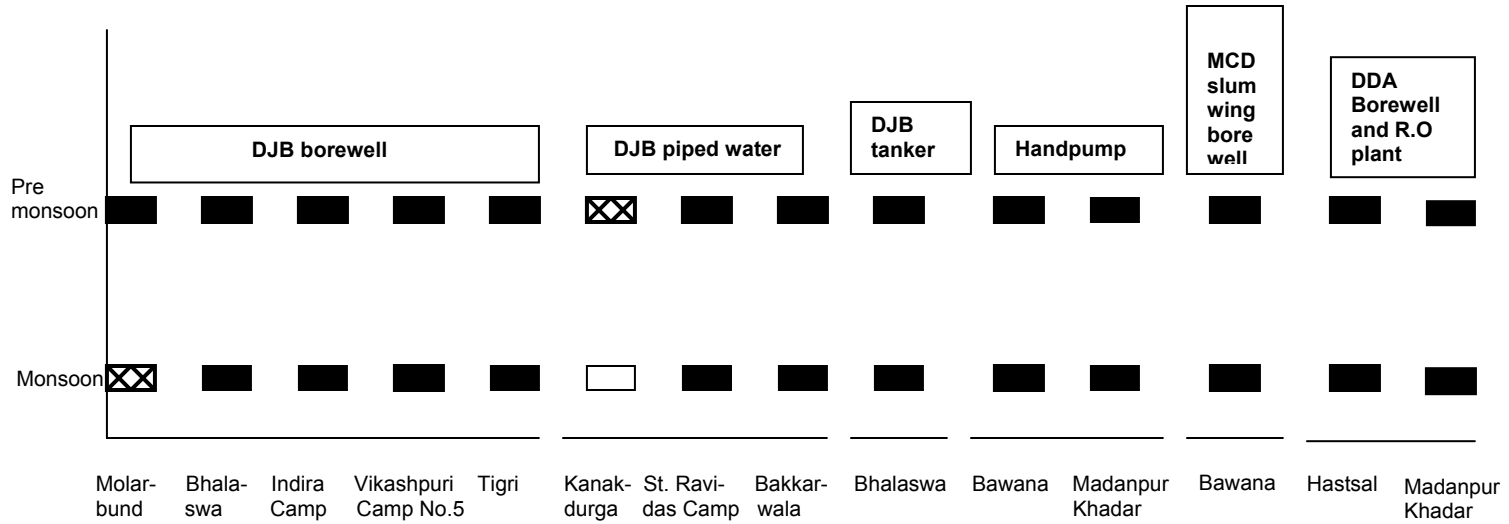 MCD
slum
wing
bore
well
DDA
Borewell
and R.O
plant
DJB
tanker
DJB borewell
DJB piped water
Handpump
Pre
monsoon
Monsoon
Molar-
bund
Bhala-
swa
Indira
Camp
Vikashpuri
Camp No.5
Tigri
Kanak-
durga
St. Ravi-
das Camp
Bakkar-
wala
Bhalaswa
Bawana
Madanpur
Khadar
Bawana
Hastsal
Madanpur
Khadar